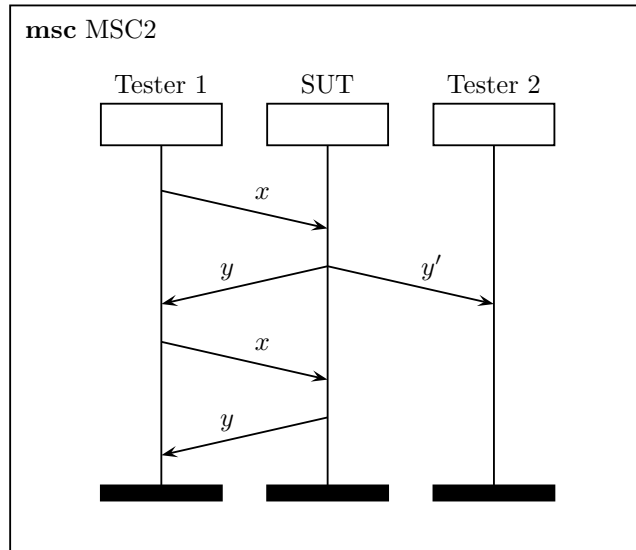 msc MSC2
Tester 1 SUT Tester 2
x
y y′
x
y